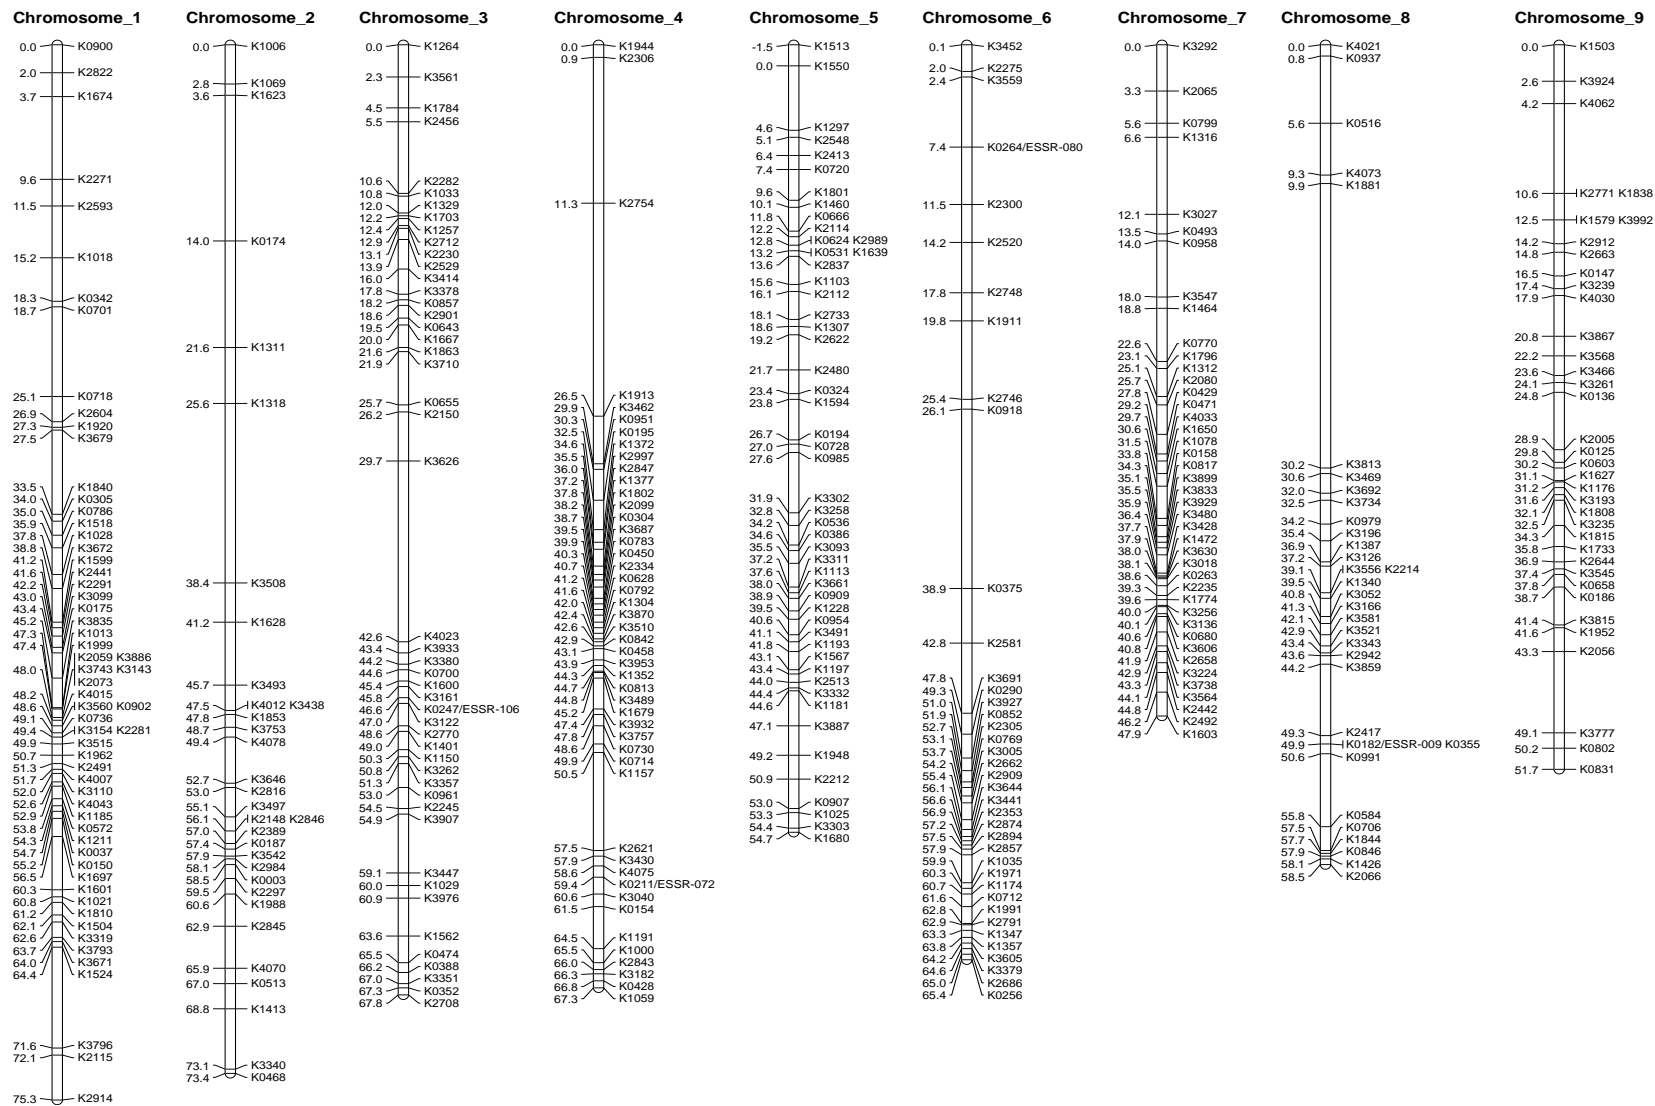 Chromosome_1
0.0 K0900
2.0 K2822
3.7 K1674
9.6 K2271
11.5 K2593
15.2 K1018
18.3 K0342
18.7 K0701
25.1 K0718
26.9 K2604
27.3 K1920
27.5 K3679
33.5 K1840
34.0 K0305
35.0 K0786
35.9 K1518
37.8 K1028
38.8 K3672
41.2 K1599
41.6 K2441
42.2 K2291
43.0 K3099
43.4 K0175
45.2 K3835
47.3 K1013
47.4 K1999
K2059 K3886
48.0 K3743 K3143
K2073
48.2 K4015
48.6 K3560 K0902
49.1 K0736
49.4 K3154 K2281
49.9 K3515
50.7 K1962
51.3 K2491
51.7 K4007
52.0 K3110
52.6 K4043
52.9 K1185
53.8 K0572
54.3 K1211
54.7 K0037
55.2 K0150
56.5 K1697
60.3 K1601
60.8 K1021
61.2 K1810
62.1 K1504
62.6 K3319
63.7 K3793
64.0 K3671
64.4 K1524
71.6 K3796
72.1 K2115
75.3 K2914
Chromosome_2
0.0 K1006
2.8 K1069
3.6 K1623
14.0 K0174
21.6 K1311
25.6 K1318
38.4 K3508
41.2 K1628
45.7 K3493
47.5 K4012 K3438
47.8 K1853
48.7 K3753
49.4 K4078
52.7 K3646
53.0 K2816
55.1 K3497
56.1 K2148 K2846
57.0 K2389
57.4 K0187
57.9 K3542
58.1 K2984
58.5 K0003
59.5 K2297
60.6 K1988
62.9 K2845
65.9 K4070
67.0 K0513
68.8 K1413
73.1 K3340
73.4 K0468
Chromosome_3
0.0 K1264
2.3 K3561
4.5 K1784
5.5 K2456
10.6 K2282
10.8 K1033
12.0 K1329
12.2 K1703
12.4 K1257
12.9 K2712
13.1 K2230
13.9 K2529
16.0 K3414
17.8 K3378
18.2 K0857
18.6 K2901
19.5 K0643
20.0 K1667
21.6 K1863
21.9 K3710
25.7 K0655
26.2 K2150
29.7 K3626
42.6 K4023
43.4 K3933
44.2 K3380
44.6 K0700
45.4 K1600
45.8 K3161
46.6 K0247/ESSR-106
47.0 K3122
48.6 K2770
49.0 K1401
50.3 K1150
50.8 K3262
51.3 K3357
53.0 K0961
54.5 K2245
54.9 K3907
59.1 K3447
60.0 K1029
60.9 K3976
63.6 K1562
65.5 K0474
66.2 K0388
67.0 K3351
67.3 K0352
67.8 K2708
Chromosome_4
0.0 K1944
0.9 K2306
11.3 K2754
26.5 K1913
29.9 K3462
30.3 K0951
32.5 K0195
34.6 K1372
35.5 K2997
36.0 K2847
37.2 K1377
37.8 K1802
38.2 K2099
38.7 K0304
39.5 K3687
39.9 K0783
40.3 K0450
40.7 K2334
41.2 K0628
41.6 K0792
42.0 K1304
42.4 K3870
42.6 K3510
42.9 K0842
43.1 K0458
43.9 K3953
44.3 K1352
44.7 K0813
44.8 K3489
45.2 K1679
47.4 K3932
47.8 K3757
48.6 K0730
49.9 K0714
50.5 K1157
57.5 K2621
57.9 K3430
58.6 K4075
59.4 K0211/ESSR-072
60.6 K3040
61.5 K0154
64.5 K1191
65.5 K1000
66.0 K2843
66.3 K3182
66.8 K0428
67.3 K1059
Chromosome_5
-1.5 K1513
0.0 K1550
4.6 K1297
5.1 K2548
6.4 K2413
7.4 K0720
9.6 K1801
10.1 K1460
11.8 K0666
12.2 K2114
12.8 K0624 K2989
13.2 K0531 K1639
13.6 K2837
15.6 K1103
16.1 K2112
18.1 K2733
18.6 K1307
19.2 K2622
21.7 K2480
23.4 K0324
23.8 K1594
26.7 K0194
27.0 K0728
27.6 K0985
31.9 K3302
32.8 K3258
34.2 K0536
34.6 K0386
35.5 K3093
37.2 K3311
37.6 K1113
38.0 K3661
38.9 K0909
39.5 K1228
40.6 K0954
41.1 K3491
41.8 K1193
43.1 K1567
43.4 K1197
44.0 K2513
44.4 K3332
44.6 K1181
47.1 K3887
49.2 K1948
50.9 K2212
53.0 K0907
53.3 K1025
54.4 K3303
54.7 K1680
Chromosome_6
0.1 K3452
2.0 K2275
2.4 K3559
7.4 K0264/ESSR-080
11.5 K2300
14.2 K2520
17.8 K2748
19.8 K1911
25.4 K2746
26.1 K0918
38.9 K0375
42.8 K2581
47.8 K3691
49.3 K0290
51.0 K3927
51.9 K0852
52.7 K2305
53.1 K0769
53.7 K3005
54.2 K2662
55.4 K2909
56.1 K3644
56.6 K3441
56.9 K2353
57.2 K2874
57.5 K2894
57.9 K2857
59.9 K1035
60.3 K1971
60.7 K1174
61.6 K0712
62.8 K1991
62.9 K2791
63.3 K1347
63.8 K1357
64.2 K3605
64.6 K3379
65.0 K2686
65.4 K0256
Chromosome_7
0.0 K3292
3.3 K2065
5.6 K0799
6.6 K1316
12.1 K3027
13.5 K0493
14.0 K0958
18.0 K3547
18.8 K1464
22.6 K0770
23.1 K1796
25.1 K1312
25.7 K2080
27.8 K0429
29.2 K0471
29.7 K4033
30.6 K1650
31.5 K1078
33.8 K0158
34.3 K0817
35.1 K3899
35.5 K3833
35.9 K3929
36.4 K3480
37.7 K3428
37.9 K1472
38.0 K3630
38.1 K3018
38.6 K0263
39.3 K2235
39.6 K1774
40.0 K3256
40.1 K3136
40.6 K0680
40.8 K3606
41.9 K2658
42.9 K3224
43.3 K3738
44.1 K3564
44.8 K2442
46.2 K2492
47.9 K1603
Chromosome_8
0.0 K4021
0.8 K0937
5.6 K0516
9.3 K4073
9.9 K1881
30.2 K3813
30.6 K3469
32.0 K3692
32.5 K3734
34.2 K0979
35.4 K3196
36.9 K1387
37.2 K3126
39.1 K3556 K2214
39.5 K1340
40.8 K3052
41.3 K3166
42.1 K3581
42.9 K3521
43.4 K3343
43.6 K2942
44.2 K3859
49.3 K2417
49.9 K0182/ESSR-009 K0355
50.6 K0991
55.8 K0584
57.5 K0706
57.7 K1844
57.9 K0846
58.1 K1426
58.5 K2066
Chromosome_9
0.0 K1503
2.6 K3924
4.2 K4062
10.6 K2771 K1838
12.5 K1579 K3992
14.2 K2912
14.8 K2663
16.5 K0147
17.4 K3239
17.9 K4030
20.8 K3867
22.2 K3568
23.6 K3466
24.1 K3261
24.8 K0136
28.9 K2005
29.8 K0125
30.2 K0603
31.1 K1627
31.2 K1176
31.6 K3193
32.1 K1808
32.5 K3235
34.3 K1815
35.8 K1733
36.9 K2644
37.4 K3545
37.8 K0658
38.7 K0186
41.4 K3815
41.6 K1952
43.3 K2056
49.1 K3777
50.2 K0802
51.7 K0831